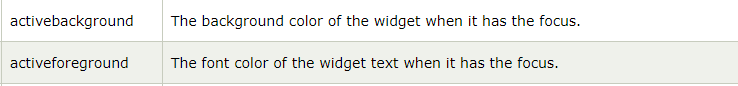 activebackground The background color of the widget when it has the focus.
activeforeground The font color of the widget text when it has the focus.